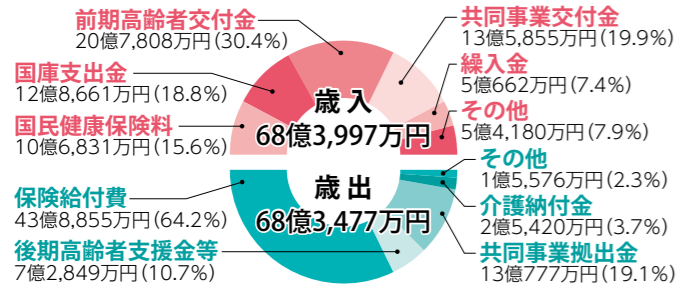 前期高齢者交付金
20億7,808万円(30.4%)
国庫支出金
12億8,661万円(18.8%)
国民健康保険料
10億6,831万円(15.6%)
共同事業交付金
13億5,855万円(19.9%)
繰入金
5億662万円(7.4%)
その他
5億4,180万円(7.9%)
歳入
68億3,997万円
歳出
68億3,477万円
保険給付費
43億8,855万円(64.2%)
後期高齢者支援金等
7億2,849万円(10.7%)
その他
1億5,576万円(2.3%)
介護納付金
2億5,420万円(3.7%)
共同事業拠出金
13億777万円(19.1%)